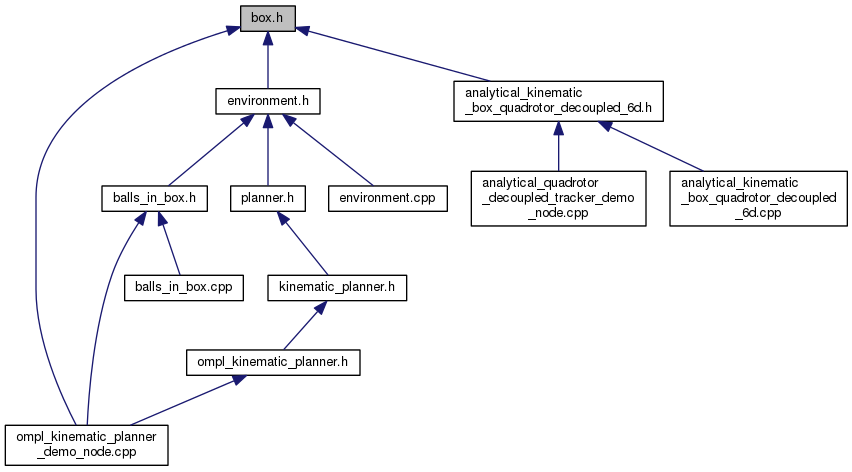 box.h
environment.h
analytical_kinematic
_box_quadrotor_decoupled_6d.h
balls_in_box.h
planner.h
environment.cpp
analytical_quadrotor
_decoupled_tracker_demo
_node.cpp
analytical_kinematic
_box_quadrotor_decoupled
_6d.cpp
balls_in_box.cpp
kinematic_planner.h
ompl_kinematic_planner.h
ompl_kinematic_planner
_demo_node.cpp